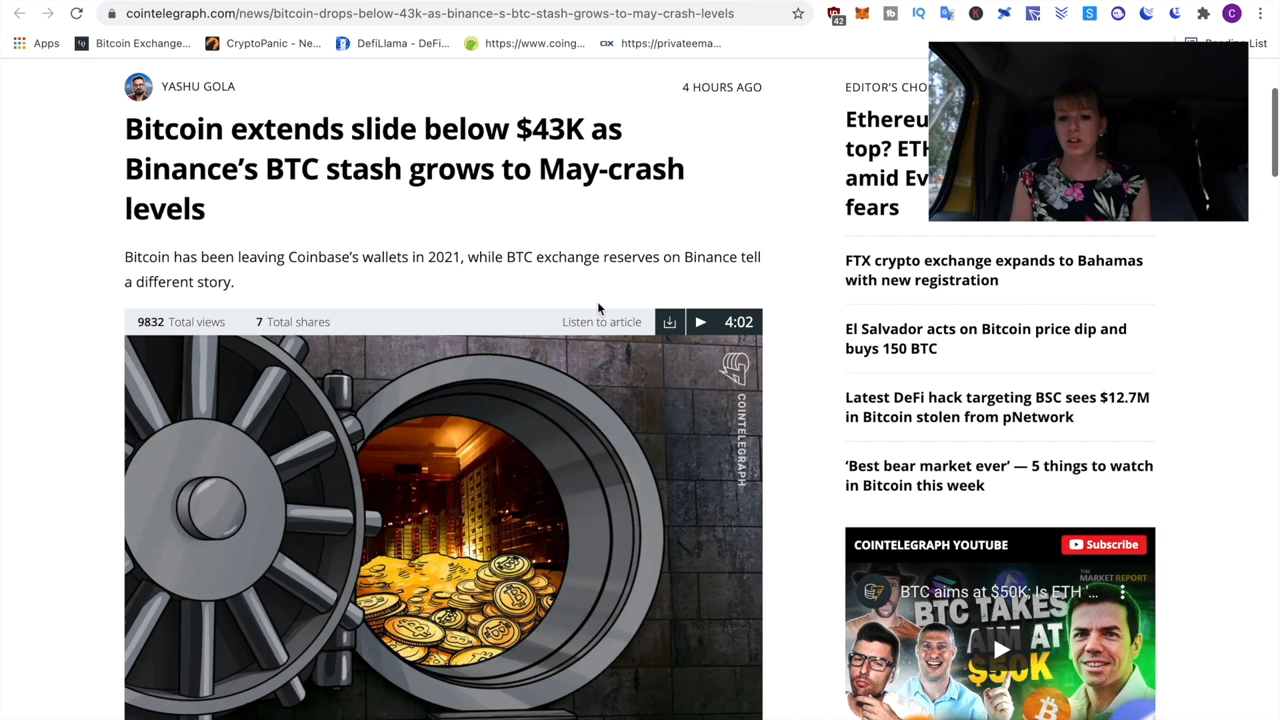 cointelegraph.com/news/bitcoin-drops-below-43k-as-binance-s-btc-stash-grows-to-may-crash-levels
42
Apps
Bitcoin Exchange...
CryptoPanic - Ne...
DefiLlama - DeFi...
https://www.coing...
https://privateema...
YASHU GOLA
4 HOURS AGO
Bitcoin extends slide below $43K as
Binance’s BTC stash grows to May-crash
levels
Bitcoin has been leaving Coinbase’s wallets in 2021, while BTC exchange reserves on Binance tell
a different story.
9832 Total views
7 Total shares
Listen to article
4:02
COINTELEGRAPH
EDITOR’S CHO
Ethereu
top? ETH
amid Ev
fears
FTX crypto exchange expands to Bahamas
with new registration
El Salvador acts on Bitcoin price dip and
buys 150 BTC
Latest DeFi hack targeting BSC sees $12.7M
in Bitcoin stolen from pNetwork
‘Best bear market ever’ — 5 things to watch
in Bitcoin this week
COINTELEGRAPH YOUTUBE
Subscribe
THE
MARKET REPORT
BTC aims at $50K; Is ETH '...
BTC TAKES
AIM AT
$50K